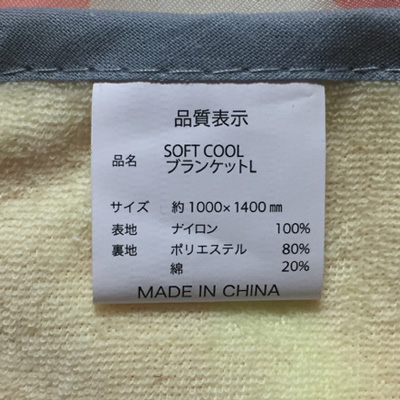 品質表示
品名 SOFT COOL
ブランケットL
サイズ 約1000×1400㎜
表地 ナイロン 100%
裏地 ポリエステル 80%
綿 20%
MADE IN CHINA